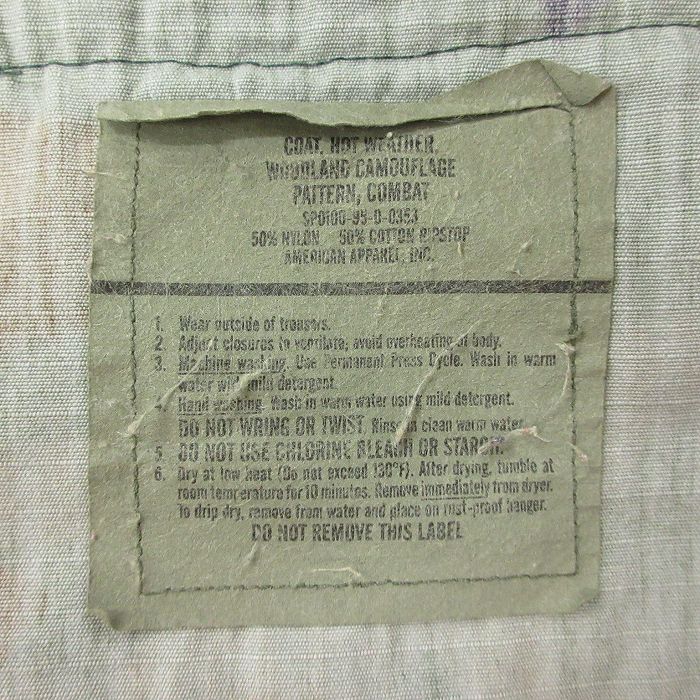 COAT, HOT WEATHER,
WOODLAND CAMOUFLAGE
PATTERN, COMBAT
SPO100-95-D-0353
50% NYLON 50% COTTON RIPSTOP
AMERICAN APPAREL, INC.
1. Wear outside of trousers.
2. Adjust closures to ventilate; avoid overheating of body.
3. Machine washing. Use Permanent Press Cycle. Wash in warm
water with mild detergent.
4. Hand washing. Wash in warm water using mild detergent.
DO NOT WRING OR TWIST. Rinse in clean warm water.
5. DO NOT USE CHLORINE BLEACH OR STARCH.
6. Dry at low heat (Do not exceed 130°F). After drying, tumble at
room temperature for 10 minutes. Remove immediately from dryer.
To drip dry, remove from water and place on rust-proof hanger.
DO NOT REMOVE THIS LABEL